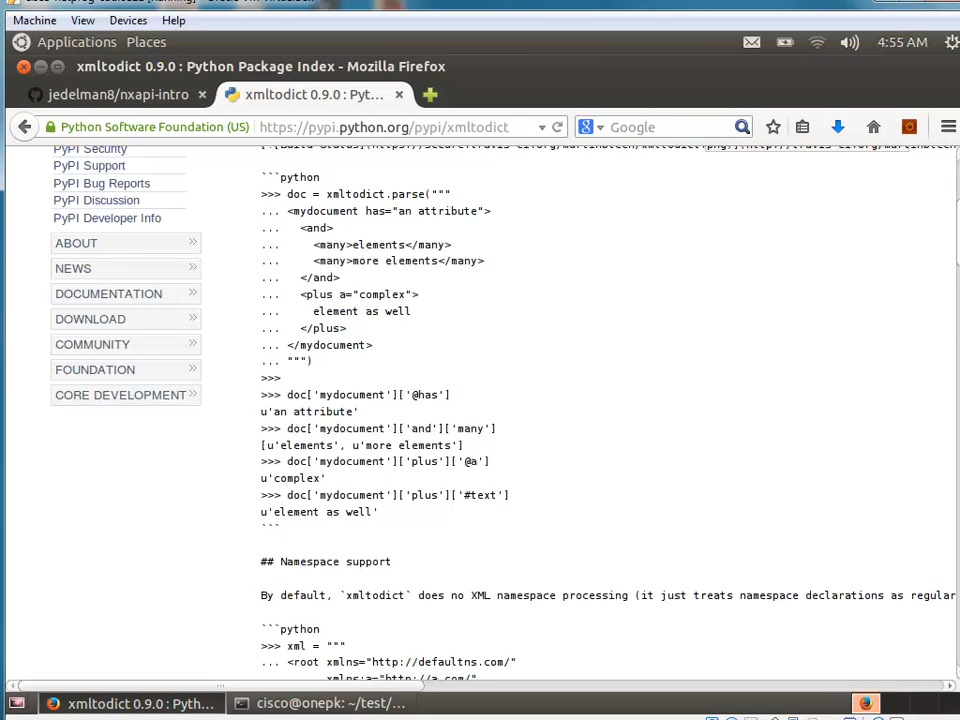 Machine View Devices Help
Applications Places 4:55 AM
xmltodict 0.9.0 : Python Package Index - Mozilla Firefox
jedelman8/nxapi-intro xmltodict 0.9.0 : Pyt...
Python Software Foundation (US) https://pypi.python.org/pypi/xmltodict Google
PyPI Security
PyPI Support
PyPI Bug Reports
PyPI Discussion
PyPI Developer Info
ABOUT
NEWS
DOCUMENTATION
DOWNLOAD
COMMUNITY
FOUNDATION
CORE DEVELOPMENT
```python
>>> doc = xmltodict.parse("""
... <mydocument has="an attribute">
...   <and>
...     <many>elements</many>
...     <many>more elements</many>
...   </and>
...   <plus a="complex">
...     element as well
...   </plus>
... </mydocument>
... """)
>>>
>>> doc['mydocument']['@has']
u'an attribute'
>>> doc['mydocument']['and']['many']
[u'elements', u'more elements']
>>> doc['mydocument']['plus']['@a']
u'complex'
>>> doc['mydocument']['plus']['#text']
u'element as well'
```
## Namespace support
By default, `xmltodict` does no XML namespace processing (it just treats namespace declarations as regular
```python
>>> xml = """
... <root xmlns="http://defaultns.com/"
xmlns:a="http://a.com/"
xmltodict 0.9.0 : Pyth... cisco@onepk: ~/test/...